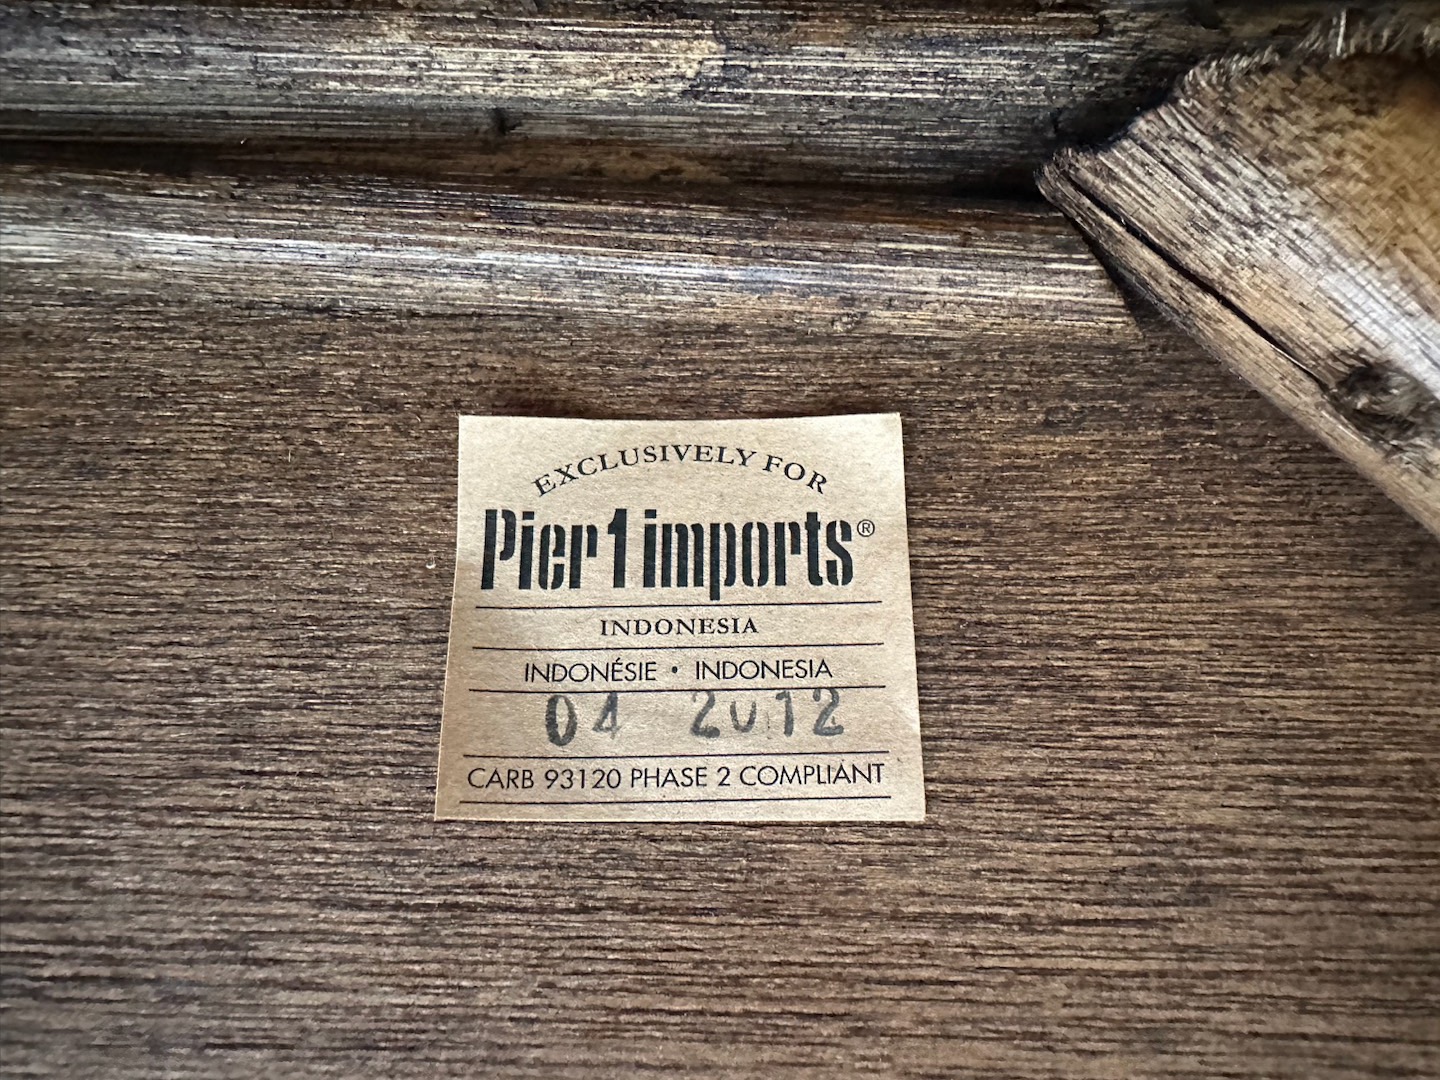 EXCLUSIVELY FOR
Pier 1 imports®
INDONESIA
INDONÉSIE • INDONESIA
04 2012
CARB 93120 PHASE 2 COMPLIANT